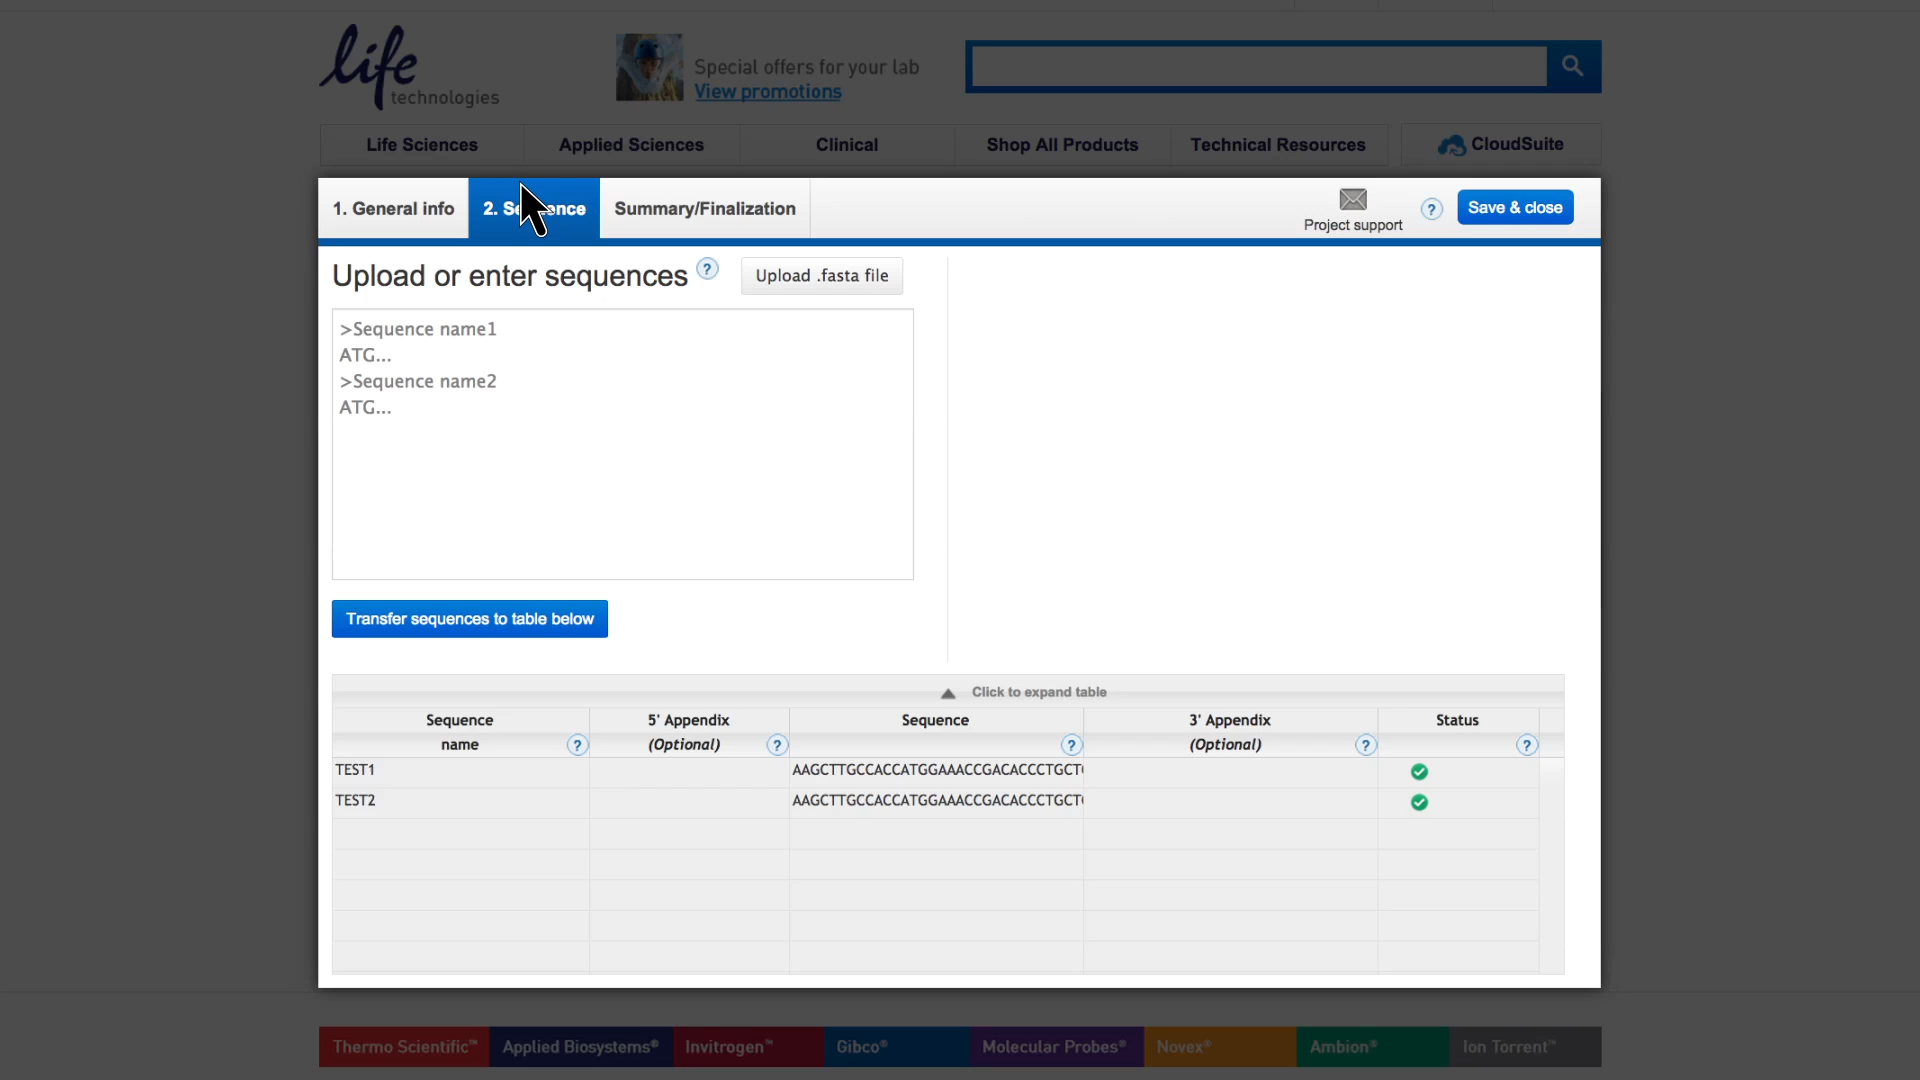 life
technologies
Special offers for your lab
View promotions
Life Sciences
Applied Sciences
Clinical
Shop All Products
Technical Resources
CloudSuite
1. General info
2. Sequence
Summary/Finalization
Project support
?
Save & close
Upload or enter sequences ?
Upload .fasta file
>Sequence name1
ATG...
>Sequence name2
ATG...
Transfer sequences to table below
Click to expand table
Sequence
name ?
5' Appendix
(Optional) ?
Sequence
?
3' Appendix
(Optional) ?
Status
?
TEST1 AAGCTTGCCACCATGGAAACCGACACCCTGCT
TEST2 AAGCTTGCCACCATGGAAACCGACACCCTGCT
Thermo Scientific™
Applied Biosystems®
Invitrogen™
Gibco®
Molecular Probes®
Novex®
Ambion®
Ion Torrent™